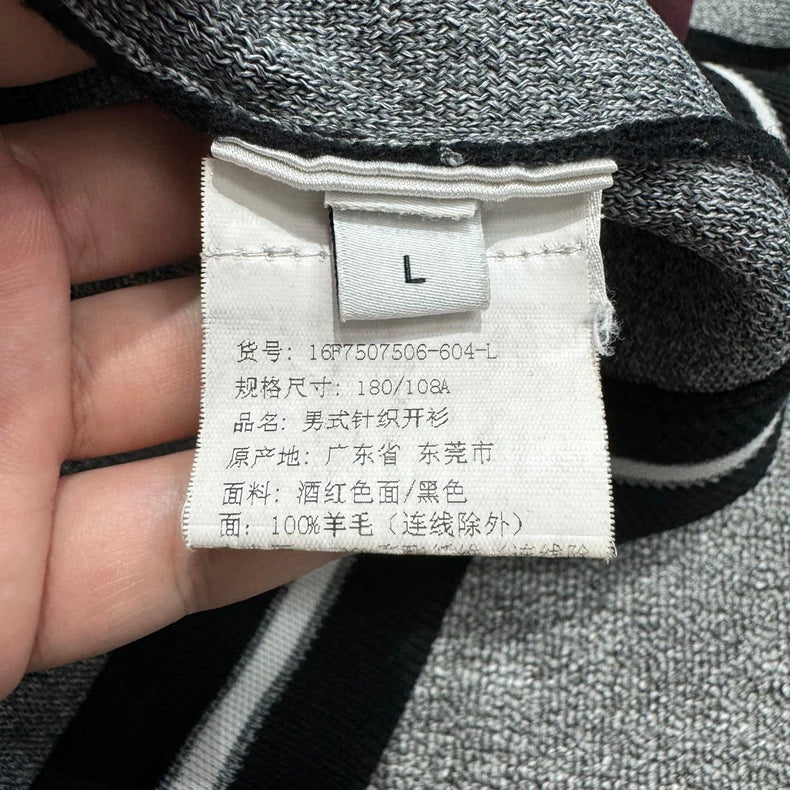 L
货号: 16F7507506-604-L
规格尺寸: 180/108A
品名: 男式针织开衫
原产地: 广东省 东莞市
面料: 酒红色面/黑色
面: 100%羊毛（连线除外）